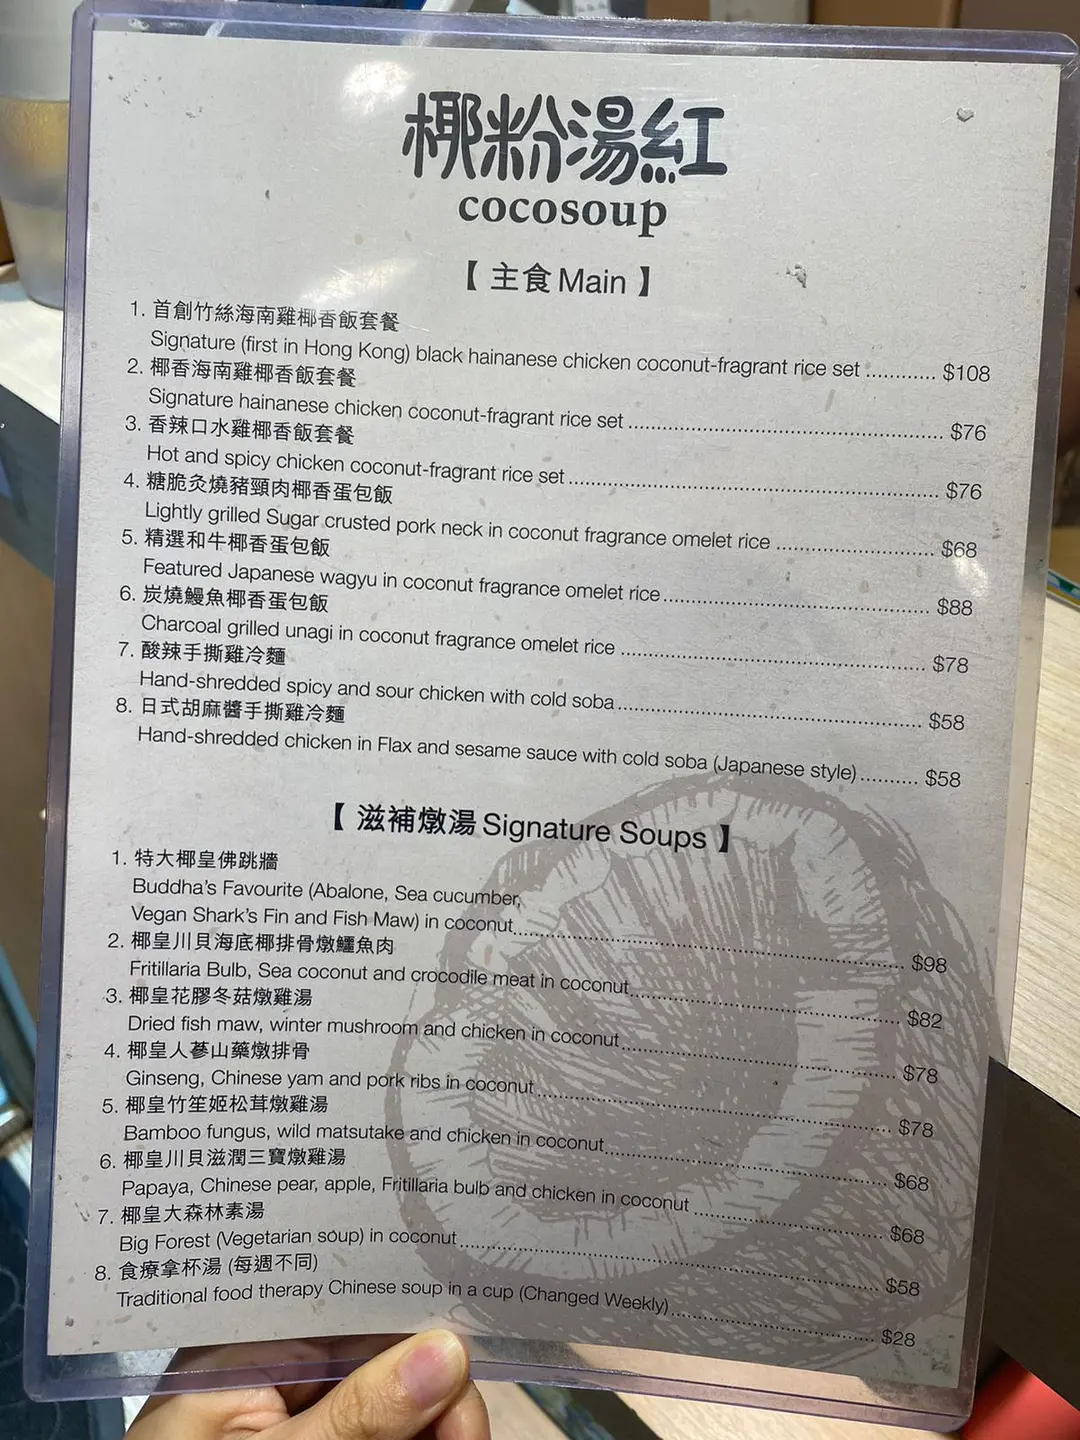 椰粉湯紅
cocosoup
【 主食 Main 】
1. 首創竹絲海南雞椰香飯套餐
Signature (first in Hong Kong) black hainanese chicken coconut-fragrant rice set ............ $108
2. 椰香海南雞椰香飯套餐
Signature hainanese chicken coconut-fragrant rice set ............ $76
3. 香辣口水雞椰香飯套餐
Hot and spicy chicken coconut-fragrant rice set ............ $76
4. 糖脆灸燒豬頸肉椰香蛋包飯
Lightly grilled Sugar crusted pork neck in coconut fragrance omelet rice ............ $68
5. 精選和牛椰香蛋包飯
Featured Japanese wagyu in coconut fragrance omelet rice ............ $88
6. 炭燒鰻魚椰香蛋包飯
Charcoal grilled unagi in coconut fragrance omelet rice ............ $78
7. 酸辣手撕雞冷麵
Hand-shredded spicy and sour chicken with cold soba ............ $58
8. 日式胡麻醬手撕雞冷麵
Hand-shredded chicken in Flax and sesame sauce with cold soba (Japanese style) .......... $58
【 滋補燉湯 Signature Soups 】
1. 特大椰皇佛跳牆
Buddha's Favourite (Abalone, Sea cucumber,
Vegan Shark's Fin and Fish Maw) in coconut ............ $98
2. 椰皇川貝海底椰排骨燉鱷魚肉
Fritillaria Bulb, Sea coconut and crocodile meat in coconut ............ $82
3. 椰皇花膠冬菇燉雞湯
Dried fish maw, winter mushroom and chicken in coconut ............ $78
4. 椰皇人蔘山藥燉排骨
Ginseng, Chinese yam and pork ribs in coconut ............ $78
5. 椰皇竹笙姬松茸燉雞湯
Bamboo fungus, wild matsutake and chicken in coconut ............ $68
6. 椰皇川貝滋潤三寶燉雞湯
Papaya, Chinese pear, apple, Fritillaria bulb and chicken in coconut ............ $68
7. 椰皇大森林素湯
Big Forest (Vegetarian soup) in coconut ............ $58
8. 食療拿杯湯 (每週不同)
Traditional food therapy Chinese soup in a cup (Changed Weekly) ............ $28